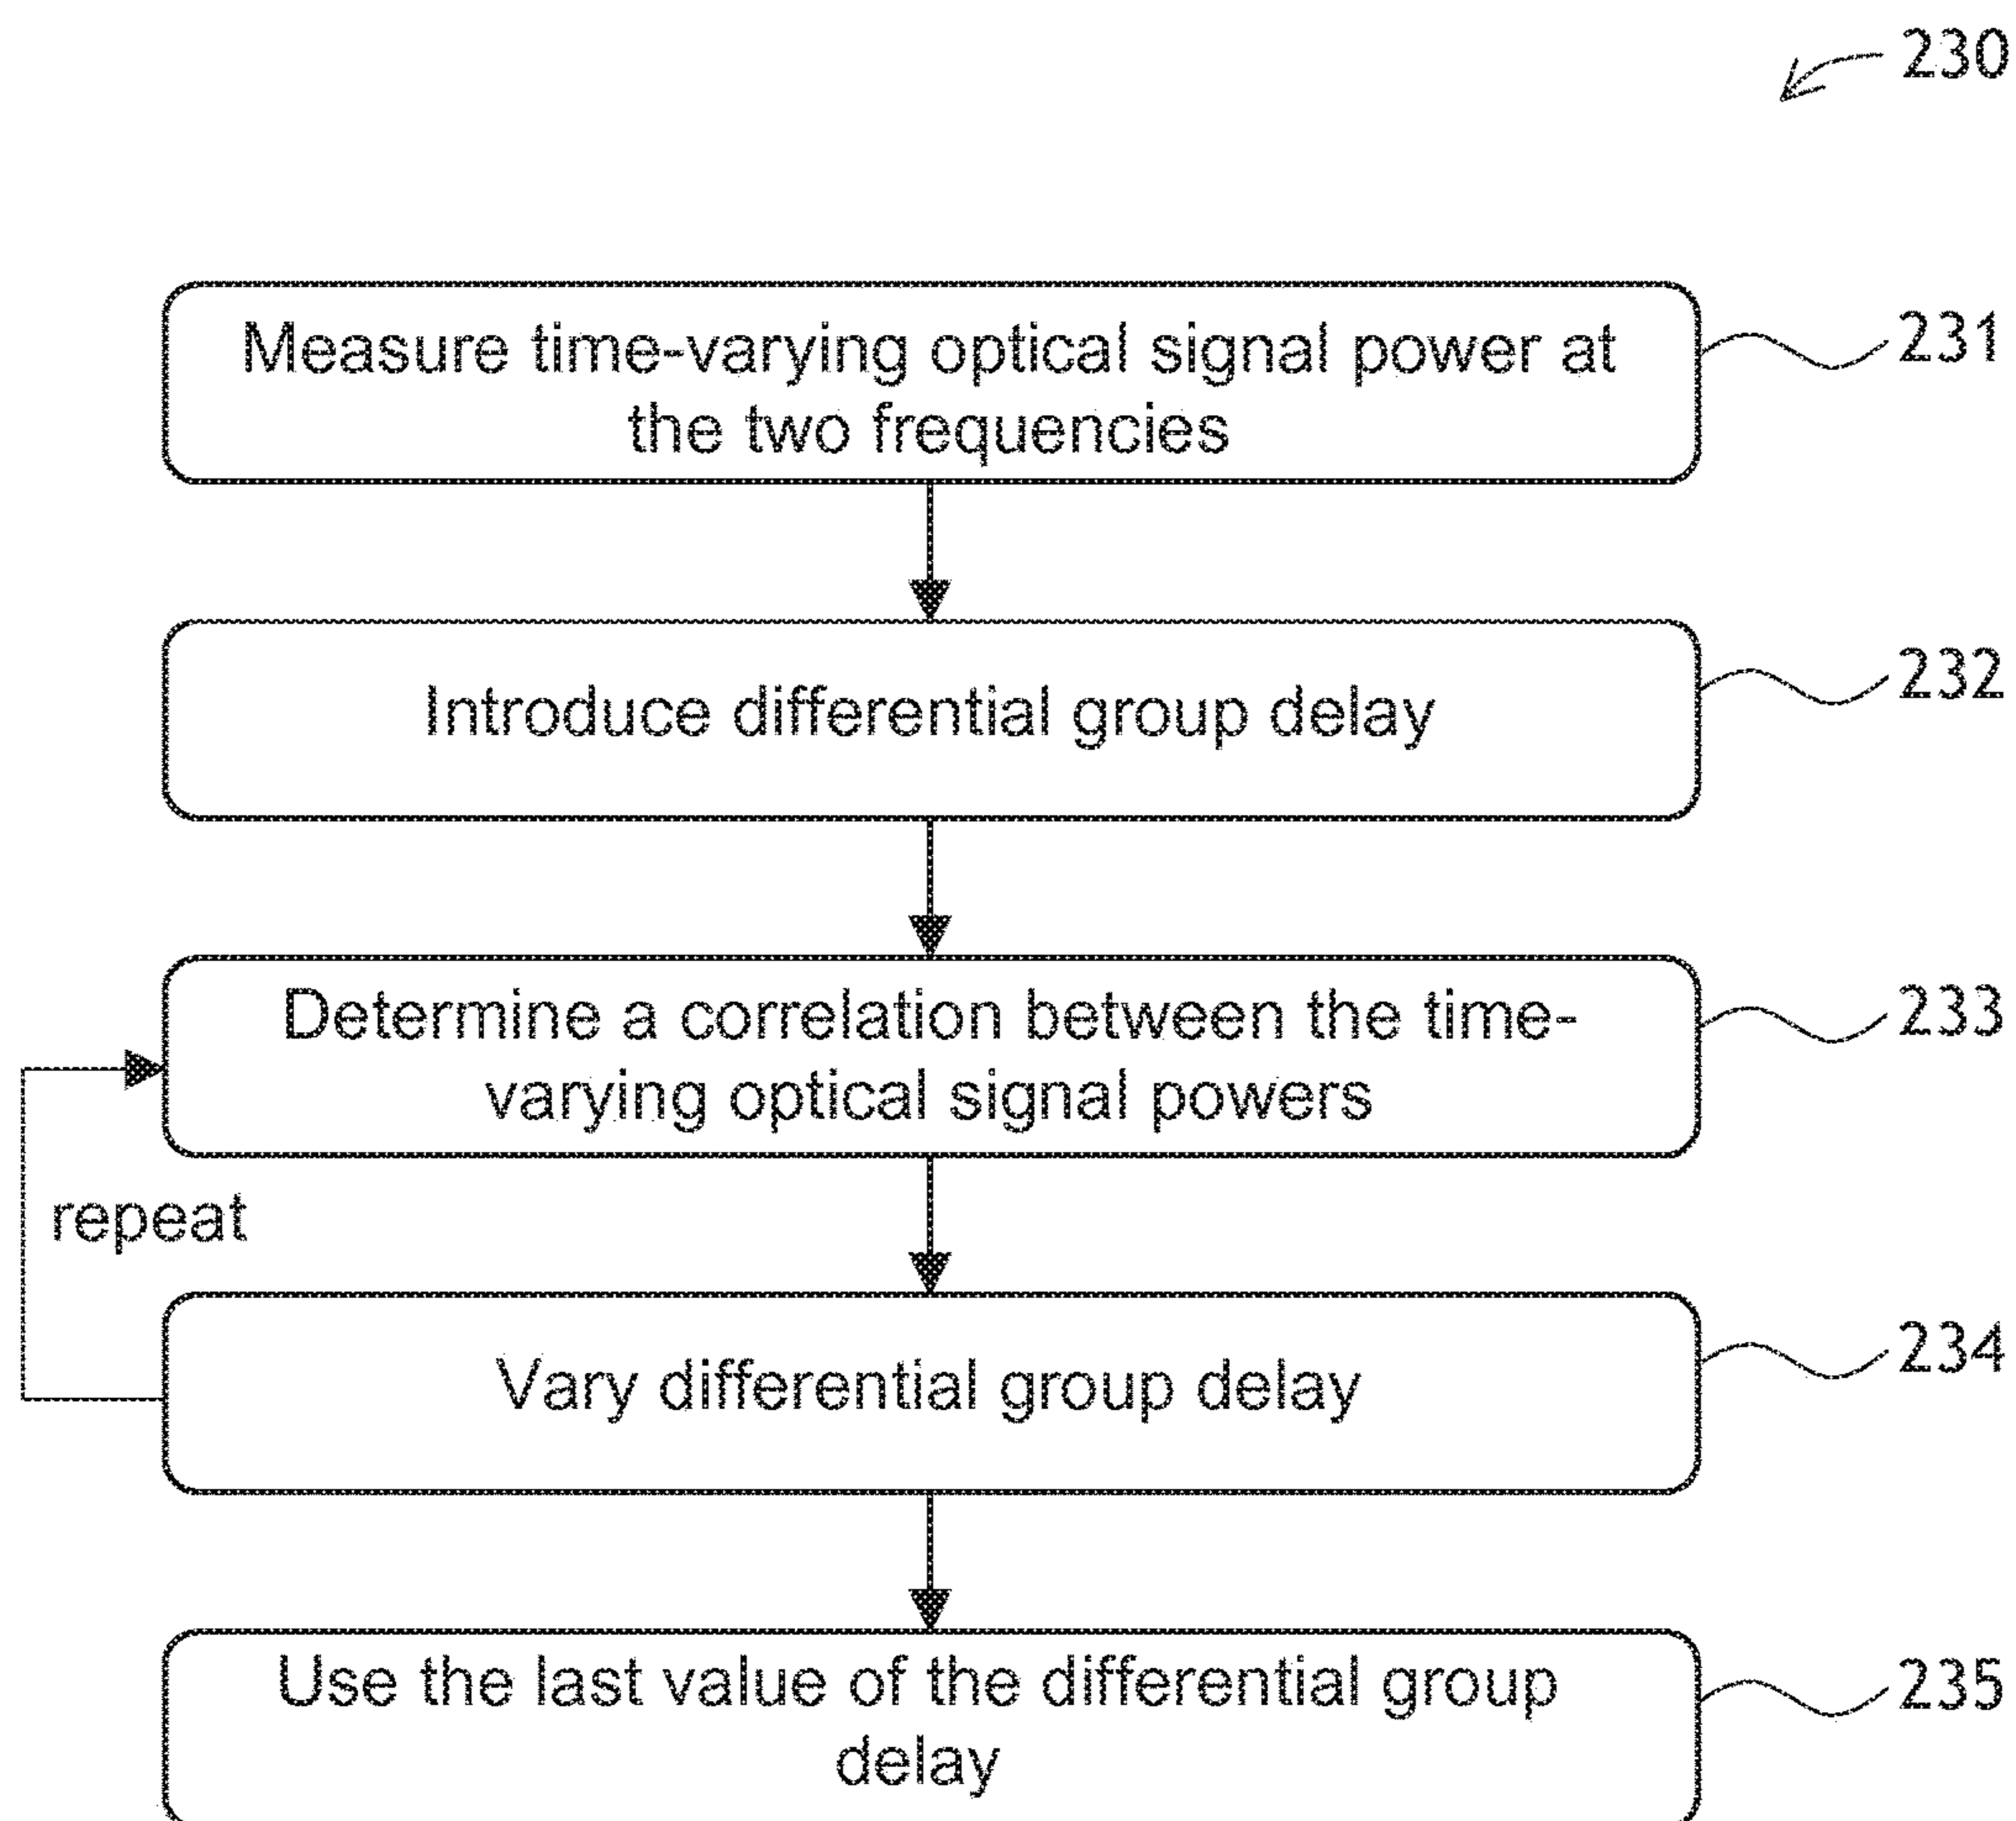 230
Measure time-varying optical signal power at
the two frequencies
231
Introduce differential group delay
232
Determine a correlation between the time-
varying optical signal powers
233
repeat
Vary differential group delay
234
Use the last value of the differential group
delay
235